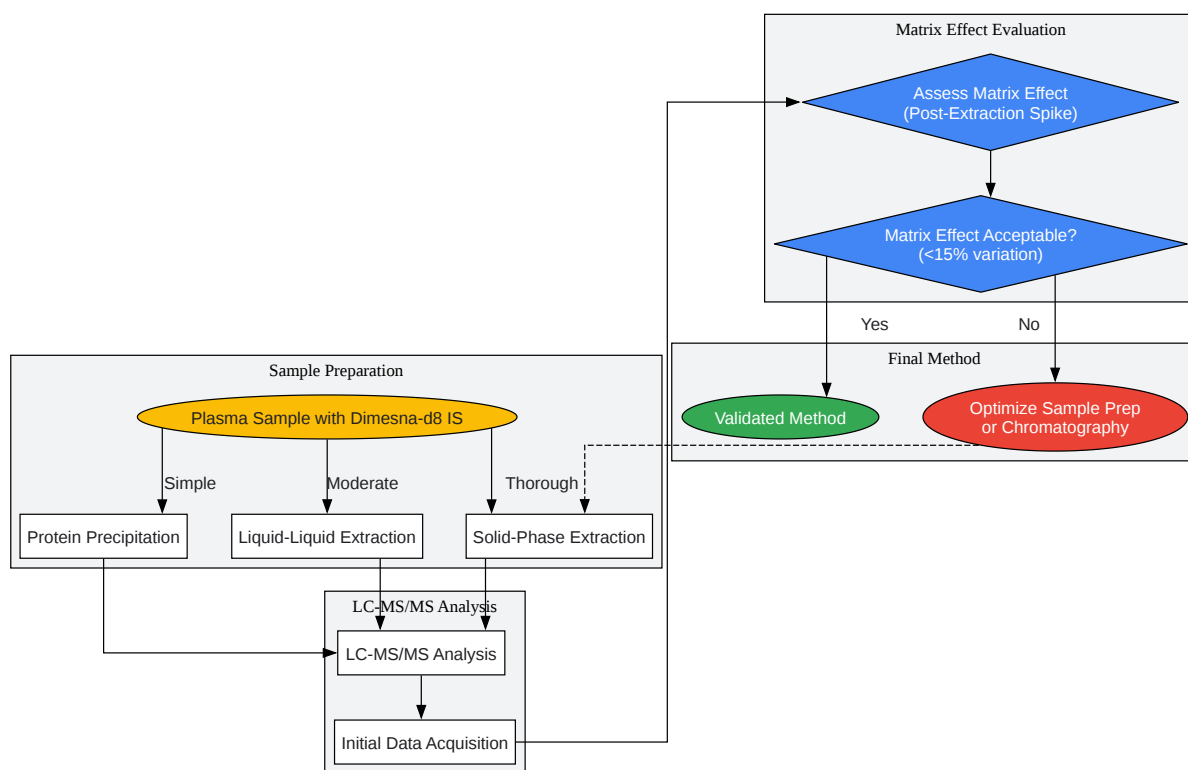 Matrix Effect Evaluation
Assess Matrix Effect
(Post-Extraction Spike)
Matrix Effect Acceptable?
(<15% variation)
Yes
No
Final Method
Validated Method
Optimize Sample Prep
or Chromatography
Sample Preparation
Plasma Sample with Dimesna-d8 IS
Simple
Moderate
Thorough
Protein Precipitation
Liquid-Liquid Extraction
Solid-Phase Extraction
LC-MS/MS Analysis
LC-MS/MS Analysis
Initial Data Acquisition